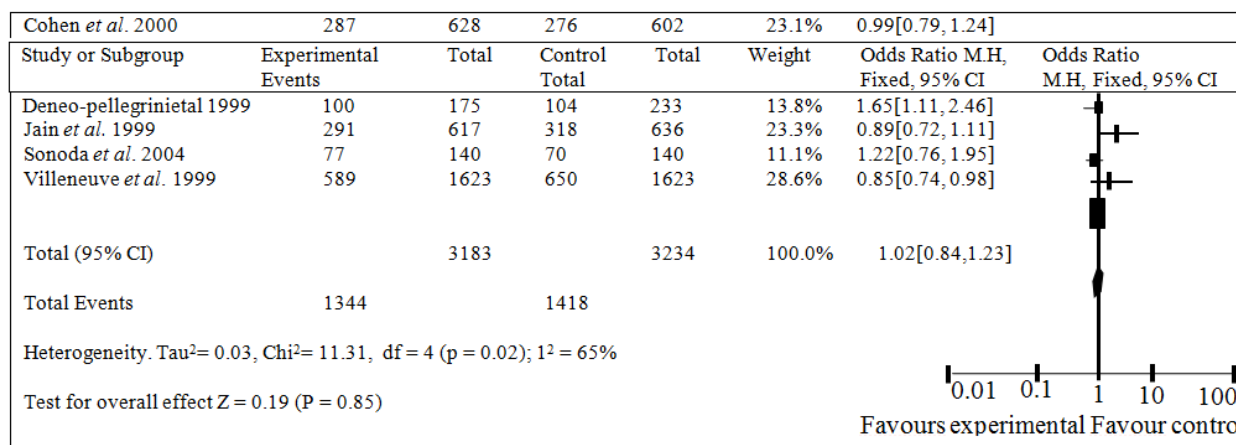 Cohen et al. 2000 287 628 276 602 23.1% 0.99[0.79, 1.24]
Study or Subgroup Experimental Total Control Total Weight Odds Ratio M.H, Odds Ratio
Events Total Fixed, 95% CI M.H, Fixed, 95% CI
Deneo-pellegrinietal 1999 100 175 104 233 13.8% 1.65[1.11, 2.46]
Jain et al. 1999 291 617 318 636 23.3% 0.89[0.72, 1.11]
Sonoda et al. 2004 77 140 70 140 11.1% 1.22[0.76, 1.95]
Villeneuve et al. 1999 589 1623 650 1623 28.6% 0.85[0.74, 0.98]
Total (95% CI) 3183 3234 100.0% 1.02[0.84,1.23]
Total Events 1344 1418
Heterogeneity. Tau²= 0.03, Chi²= 11.31, df = 4 (p = 0.02); 1² = 65%
Test for overall effect Z = 0.19 (P = 0.85)
0.01 0.1 1 10 100
Favours experimental Favour contro